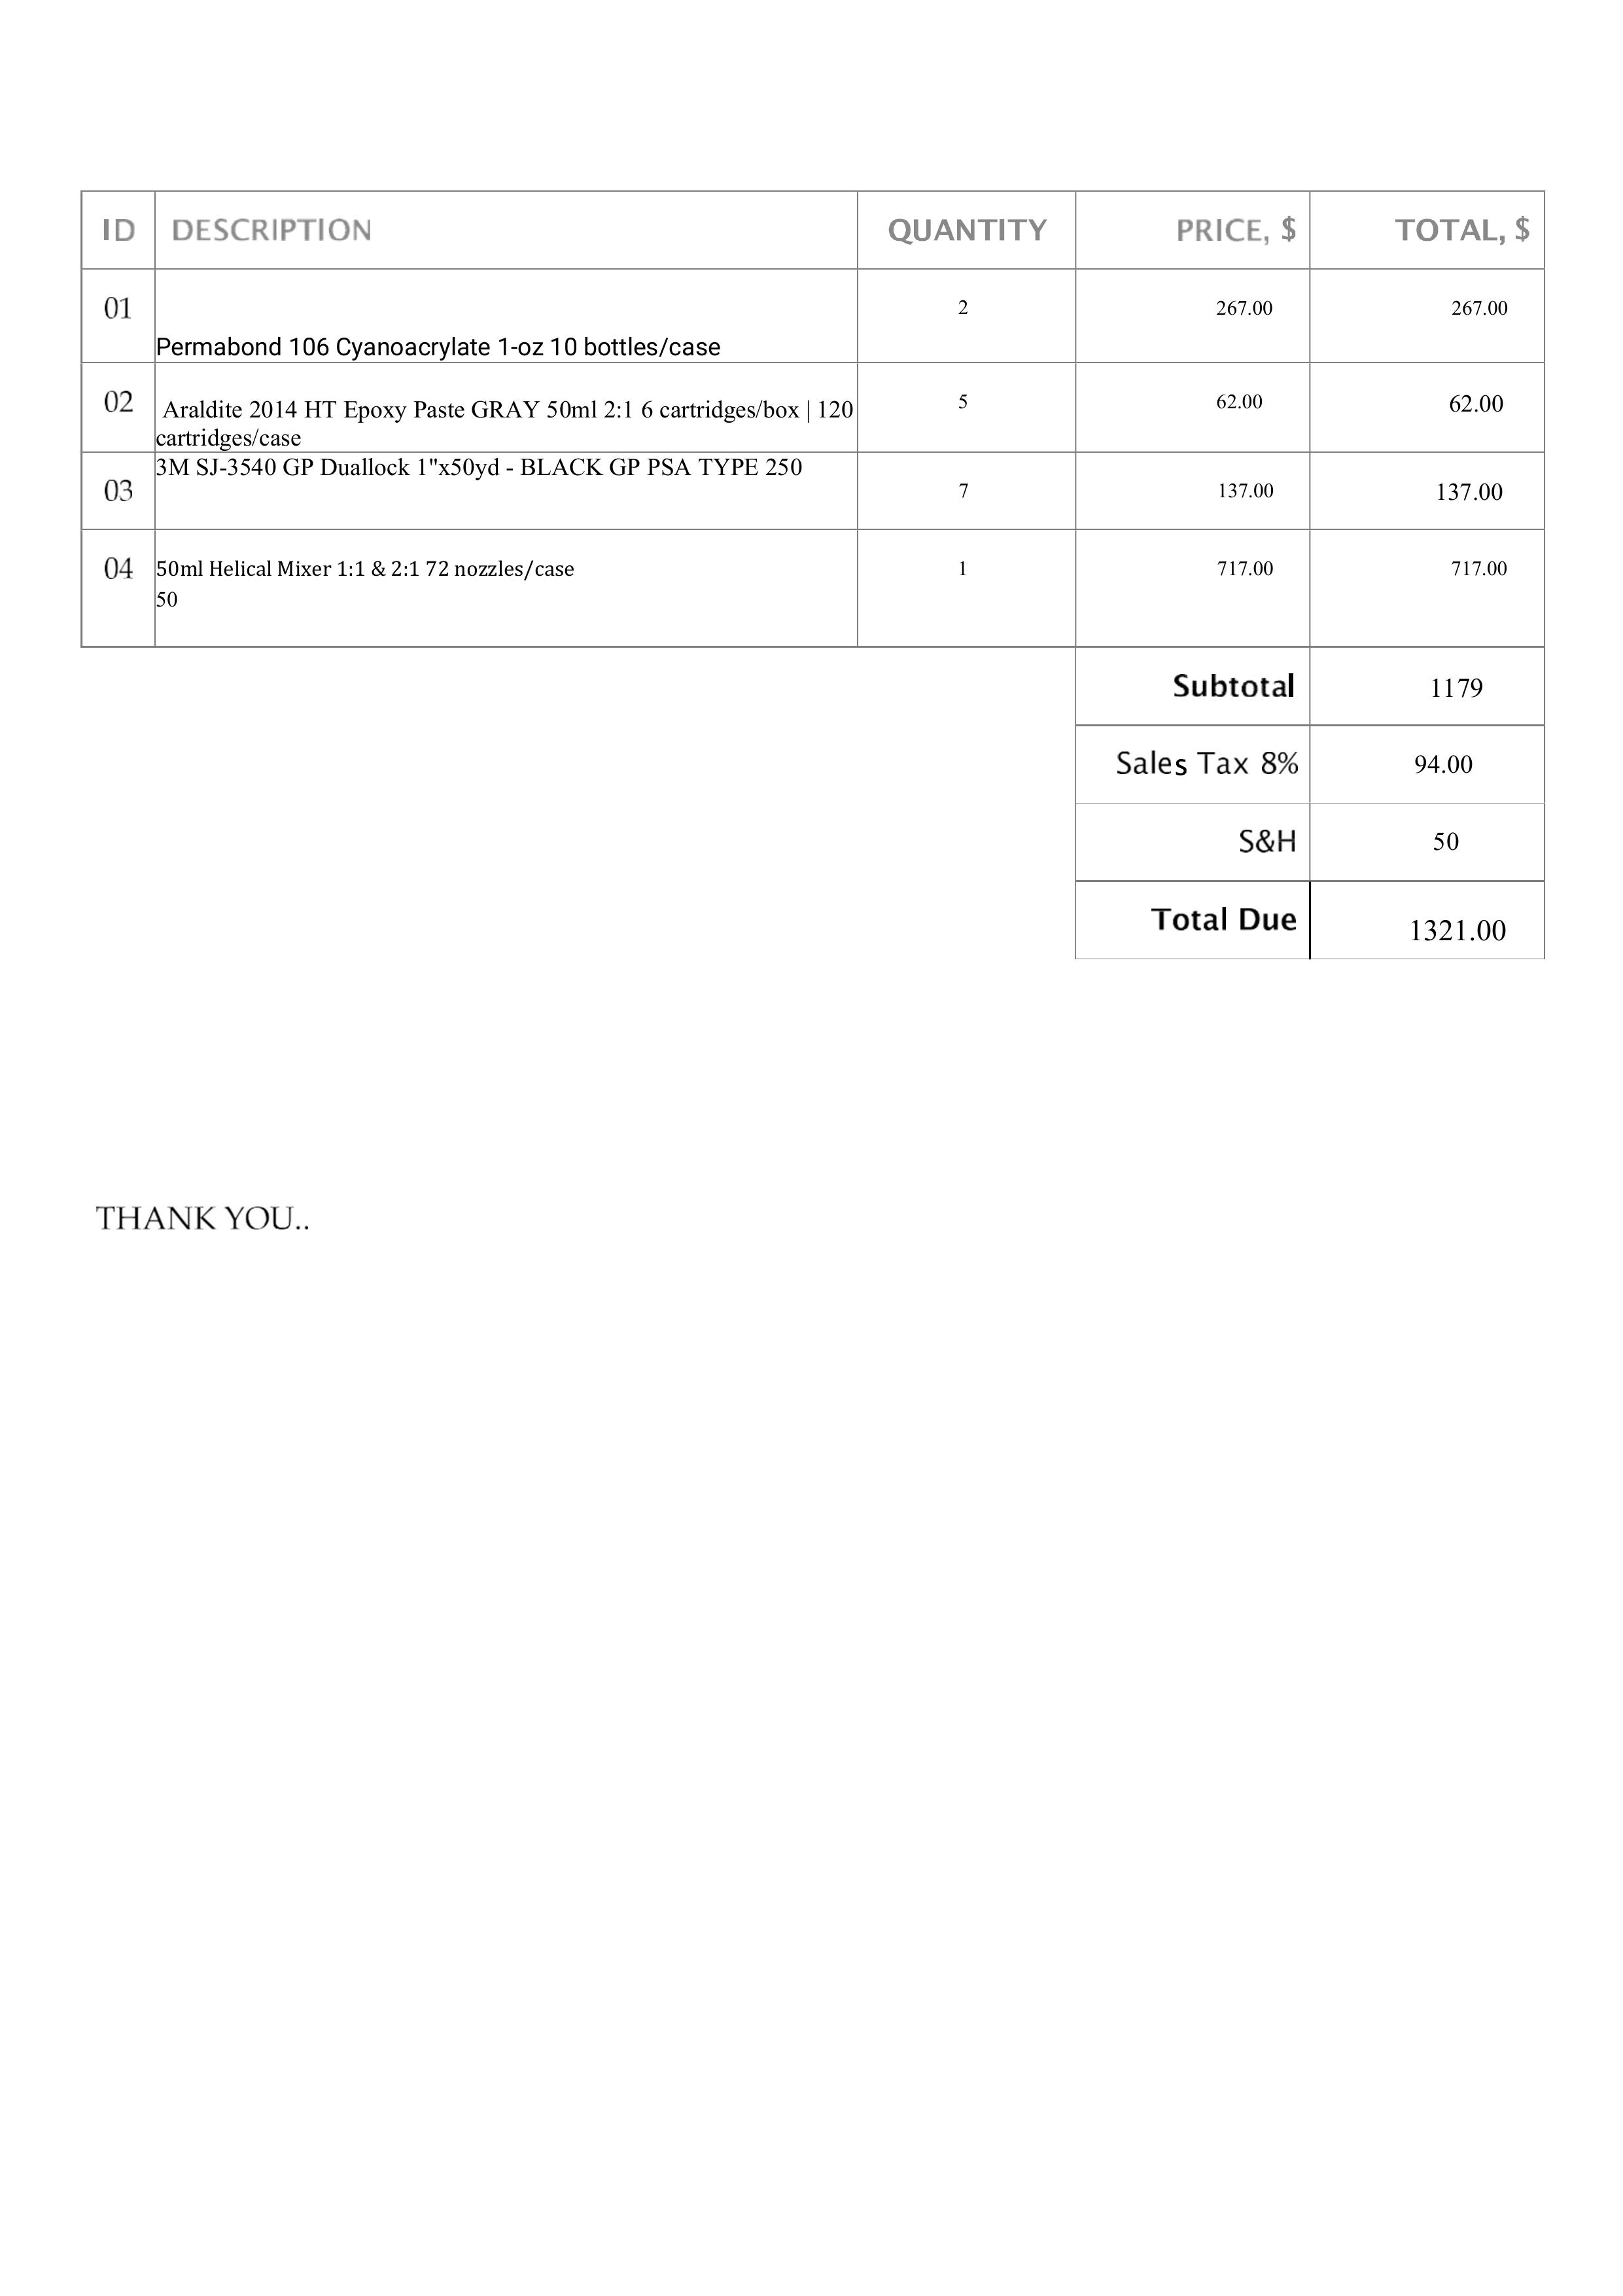 ID DESCRIPTION QUANTITY PRICE, $ TOTAL, $
01 Permabond 106 Cyanoacrylate 1-oz 10 bottles/case 2 267.00 267.00
02 Araldite 2014 HT Epoxy Paste GRAY 50ml 2:1 6 cartridges/box | 120 5 62.00 62.00
cartridges/case
03 3M SJ-3540 GP Duallock 1"x50yd - BLACK GP PSA TYPE 250 7 137.00 137.00
04 50ml Helical Mixer 1:1 & 2:1 72 nozzles/case 1 717.00 717.00
50
Subtotal 1179
Sales Tax 8% 94.00
S&H 50
Total Due 1321.00
THANK YOU..